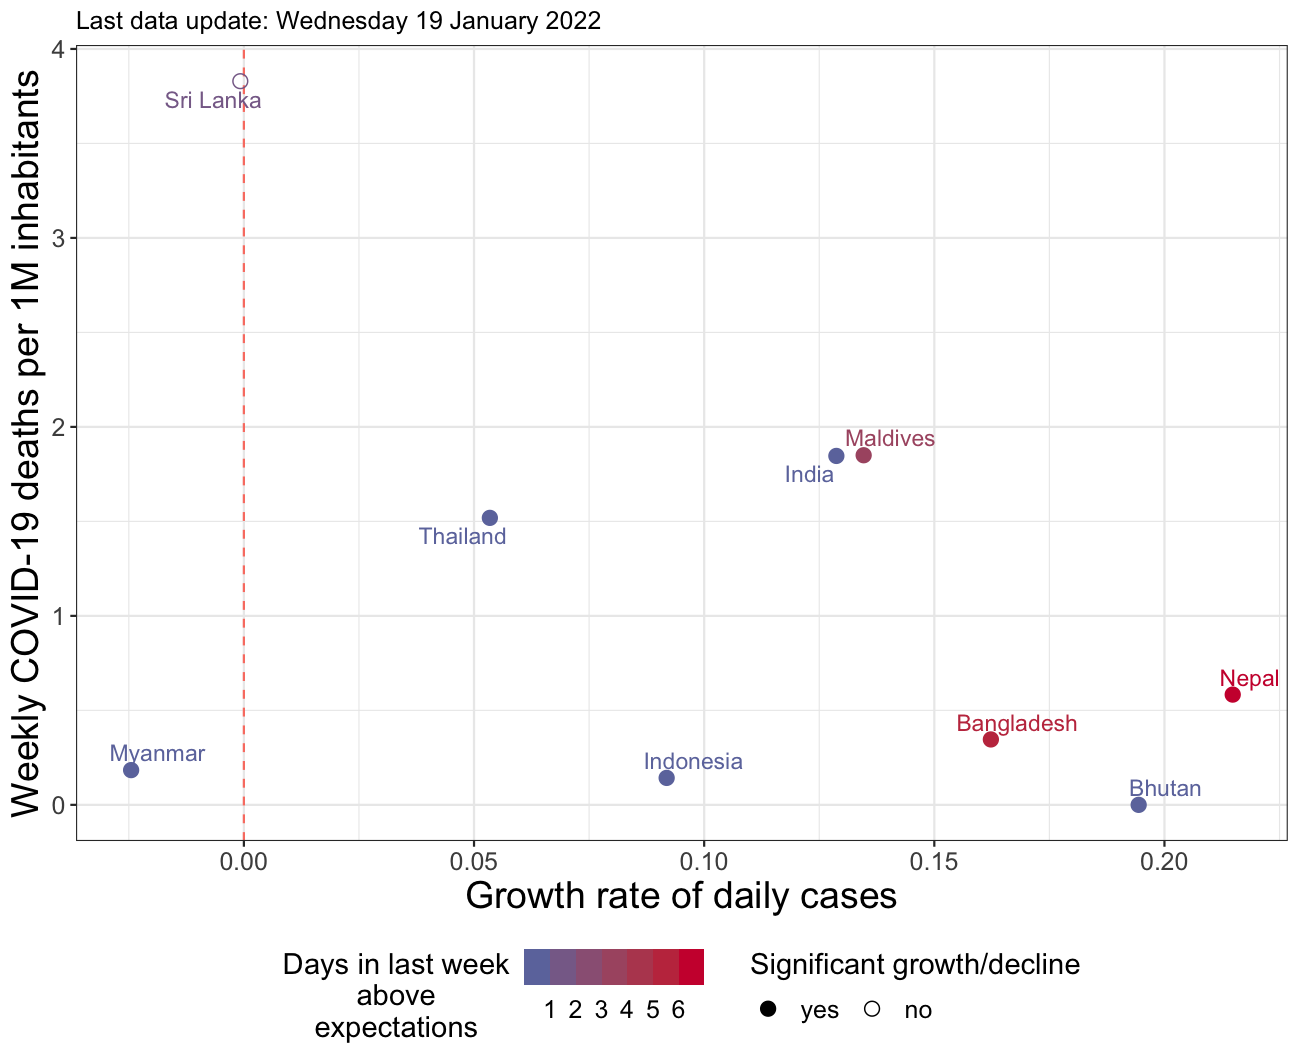 Last data update: Wednesday 19 January 2022
Weekly COVID-19 deaths per 1M inhabitants
4
3
2
1
0
Sri Lanka
Maldives
India
Thailand
Nepal
Bangladesh
Myanmar
Indonesia
Bhutan
0.00 0.05 0.10 0.15 0.20
Growth rate of daily cases
Days in last week
above
expectations
1 2 3 4 5 6
Significant growth/decline
yes no